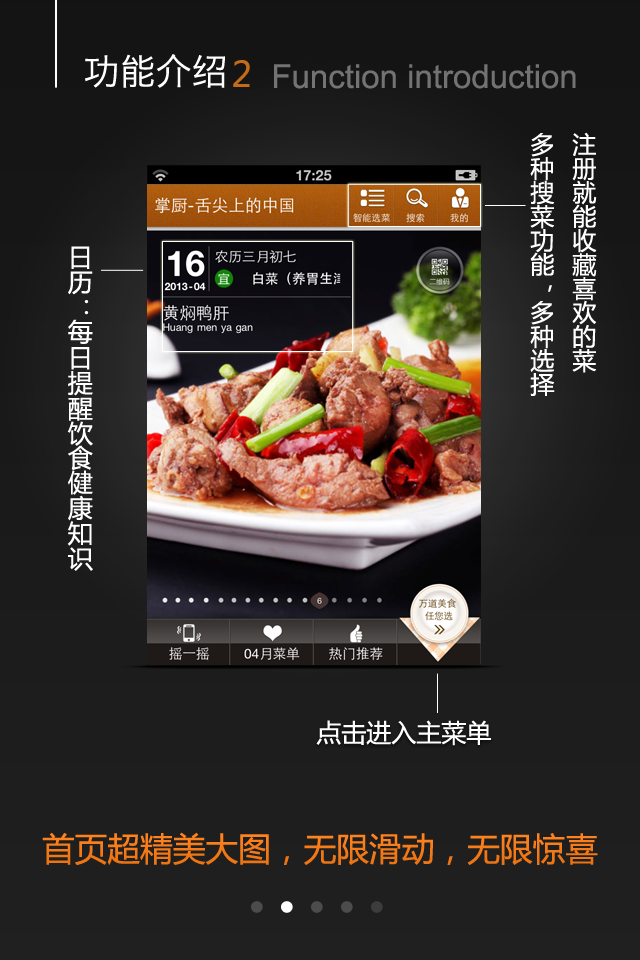 功能介绍2 Function introduction
17:25
掌厨-舌尖上的中国
智能选菜 搜索 我的
16
2013-04
农历三月初七
宜 白菜（养胃生
二维码
黄焖鸭肝
Huang men ya gan
日历：每日提醒饮食健康知识
注册就能收藏喜欢的菜
多种搜菜功能，多种选择
6
万道美食
任您选
摇一摇 04月菜单 热门推荐
点击进入主菜单
首页超精美大图，无限滑动，无限惊喜